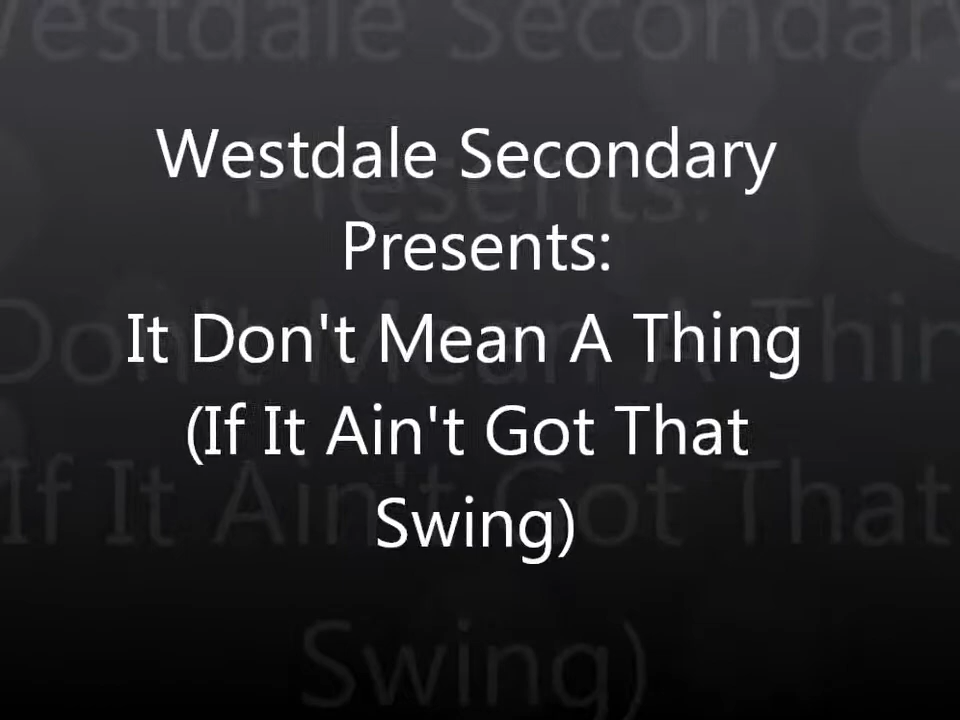 Westdale Secondary
Presents:
It Don't Mean A Thing
(If It Ain't Got That
Swing)